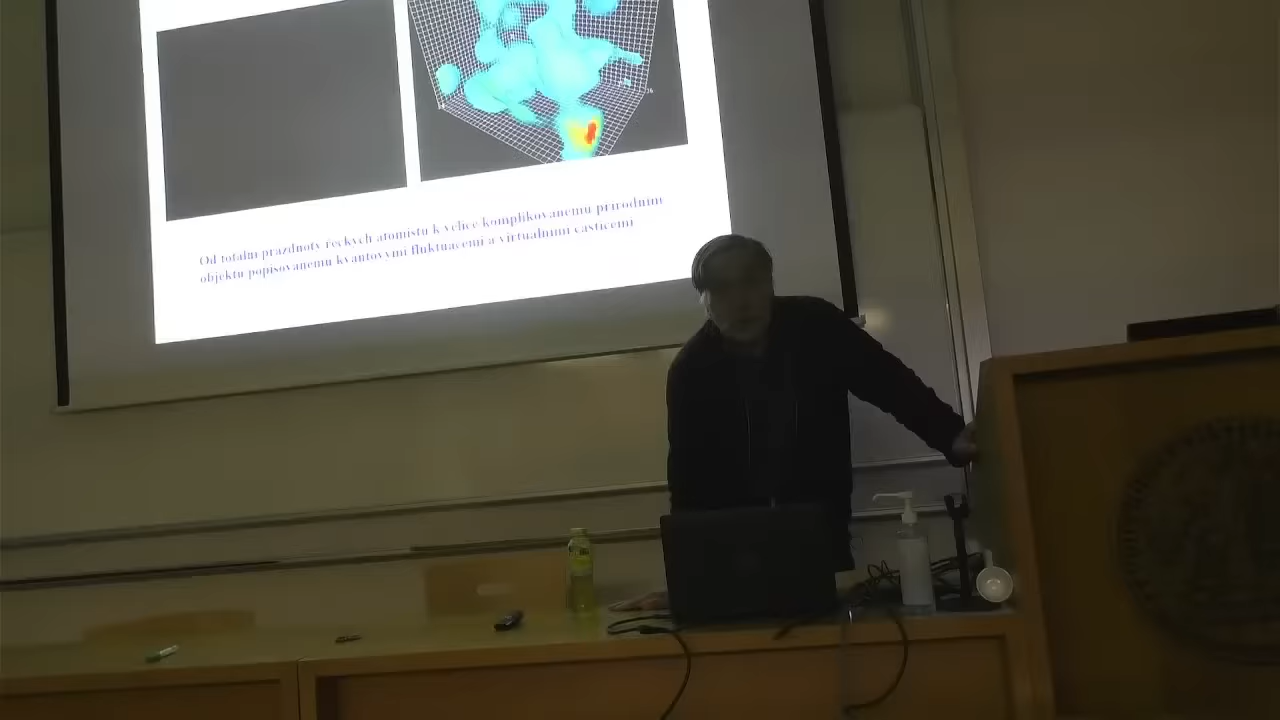 Od totalni prazdnoty reckych atomistu k velice komplikovanemu prirodnimu
objektu popisovanemu kvantovymi fluktuacemi a virtualnimi casticemi